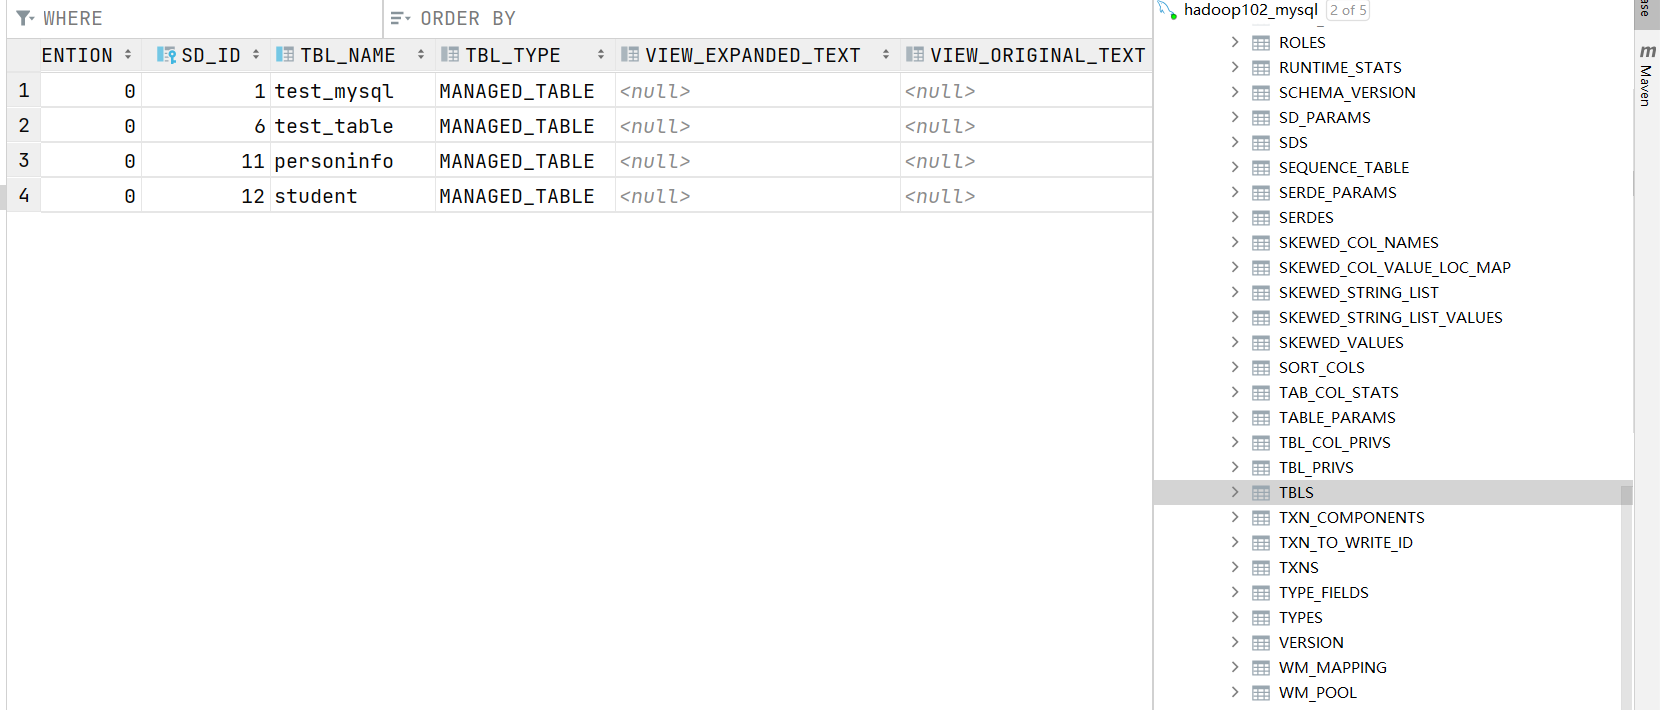 WHERE ORDER BY
ENTION SD_ID TBL_NAME TBL_TYPE VIEW_EXPANDED_TEXT VIEW_ORIGINAL_TEXT
1 0 1 test_mysql MANAGED_TABLE <null> <null>
2 0 6 test_table MANAGED_TABLE <null> <null>
3 0 11 personinfo MANAGED_TABLE <null> <null>
4 0 12 student MANAGED_TABLE <null> <null>
hadoop102_mysql 2 of 5
ROLES
RUNTIME_STATS
SCHEMA_VERSION
SD_PARAMS
SDS
SEQUENCE_TABLE
SERDE_PARAMS
SERDES
SKEWED_COL_NAMES
SKEWED_COL_VALUE_LOC_MAP
SKEWED_STRING_LIST
SKEWED_STRING_LIST_VALUES
SKEWED_VALUES
SORT_COLS
TAB_COL_STATS
TABLE_PARAMS
TBL_COL_PRIVS
TBL_PRIVS
TBLS
TXN_COMPONENTS
TXN_TO_WRITE_ID
TXNS
TYPE_FIELDS
TYPES
VERSION
WM_MAPPING
WM_POOL
ase
m Maven